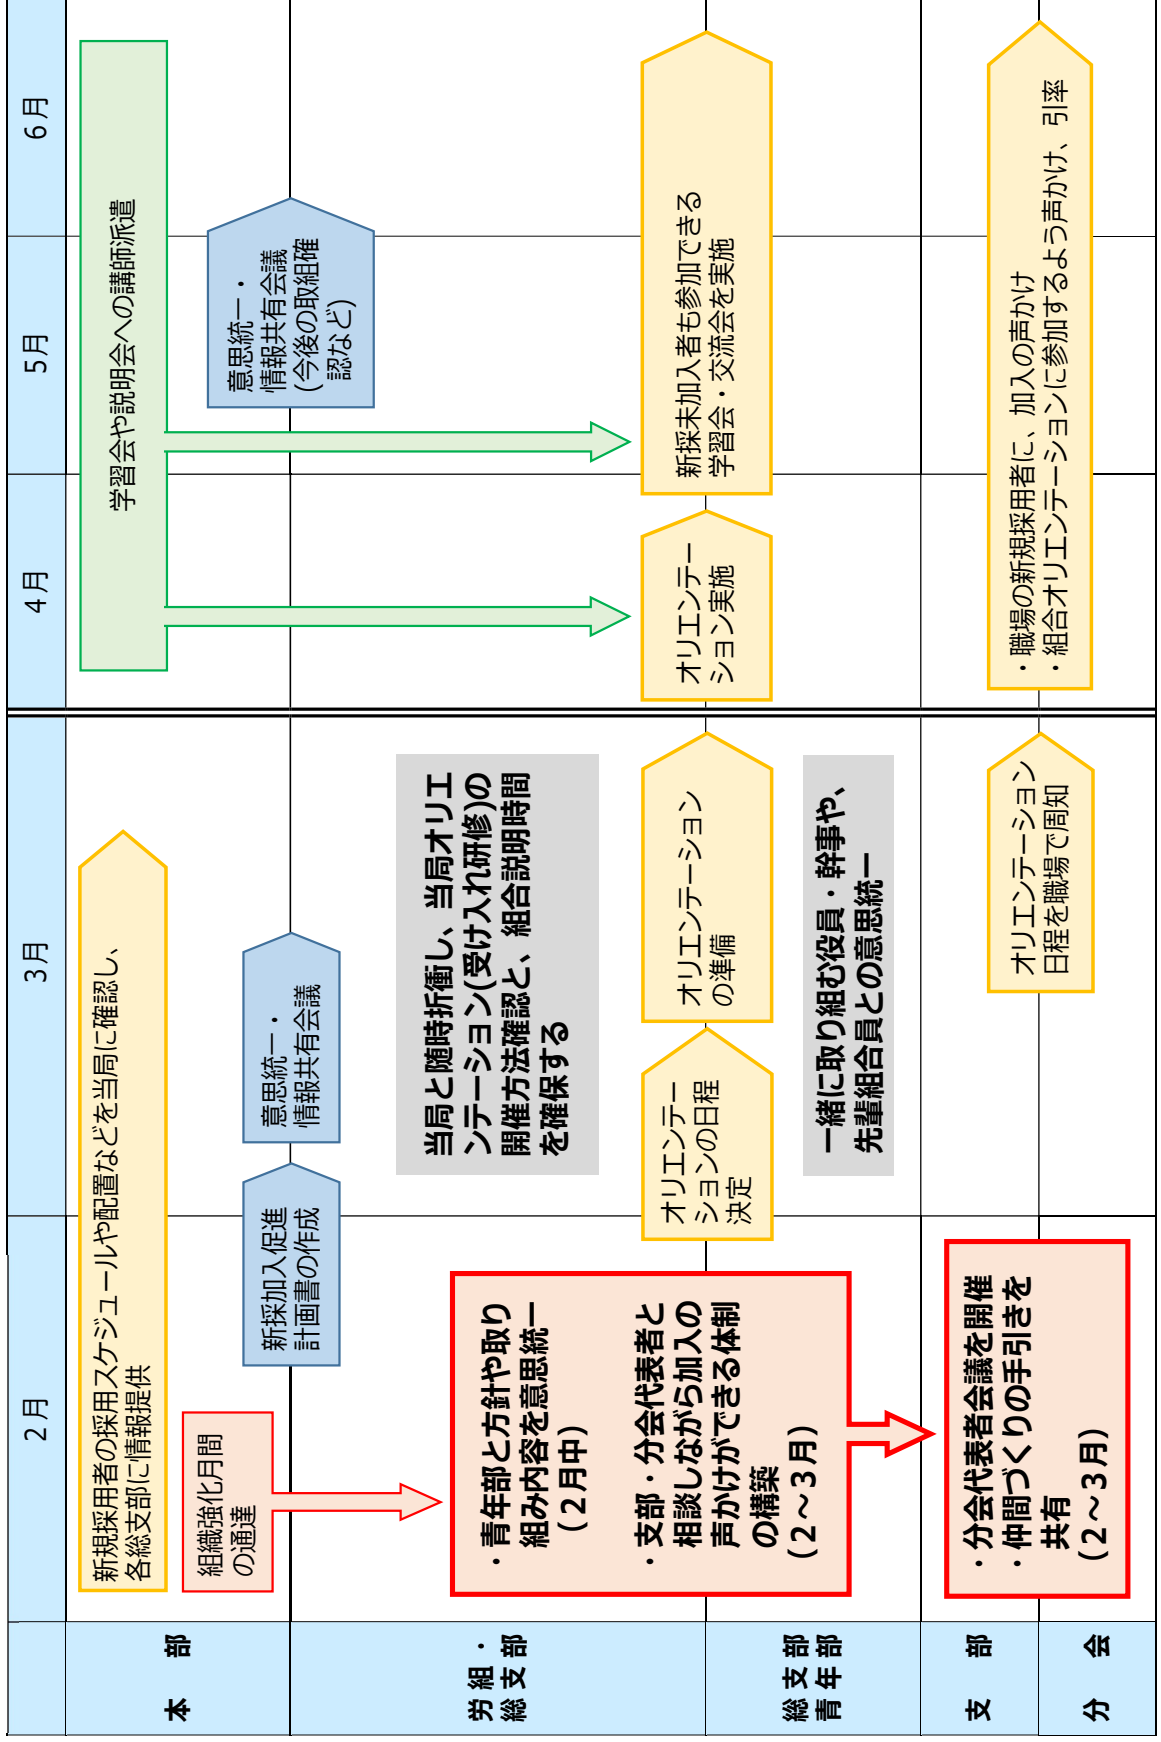 2月
3月
4月
5月
6月
本部
新規採用者の採用スケジュールや配置などを当局に確認し、
各総支部に情報提供
学習会や説明会への講師派遣
組織強化月間
の通達
新採加入促進
計画書の作成
意思統一・
情報共有会議
意思統一・
情報共有会議
(今後の取組確
認など)
労組・
総支部
・青年部と方針や取り
組み内容を意思統一
(2月中)
・支部・分会代表者と
相談しながら加入の
声かけができる体制
の構築
(2～3月)
当局と随時折衝し、当局オリエ
ンテーション(受け入れ研修)の
開催方法確認と、組合説明時間
を確保する
オリエンテー
ションの日程
決定
オリエンテーション
の準備
オリエンテー
ション実施
新採未加入者も参加できる
学習会・交流会を実施
総支部
青年部
一緒に取り組む役員・幹事や、
先輩組合員との意思統一
支部
・分会代表者会議を開催
・仲間づくりの手引きを
共有
(2～3月)
オリエンテーション
日程を職場で周知
・職場の新規採用者に、加入の声かけ
・組合オリエンテーションに参加するよう声かけ、引率
分会